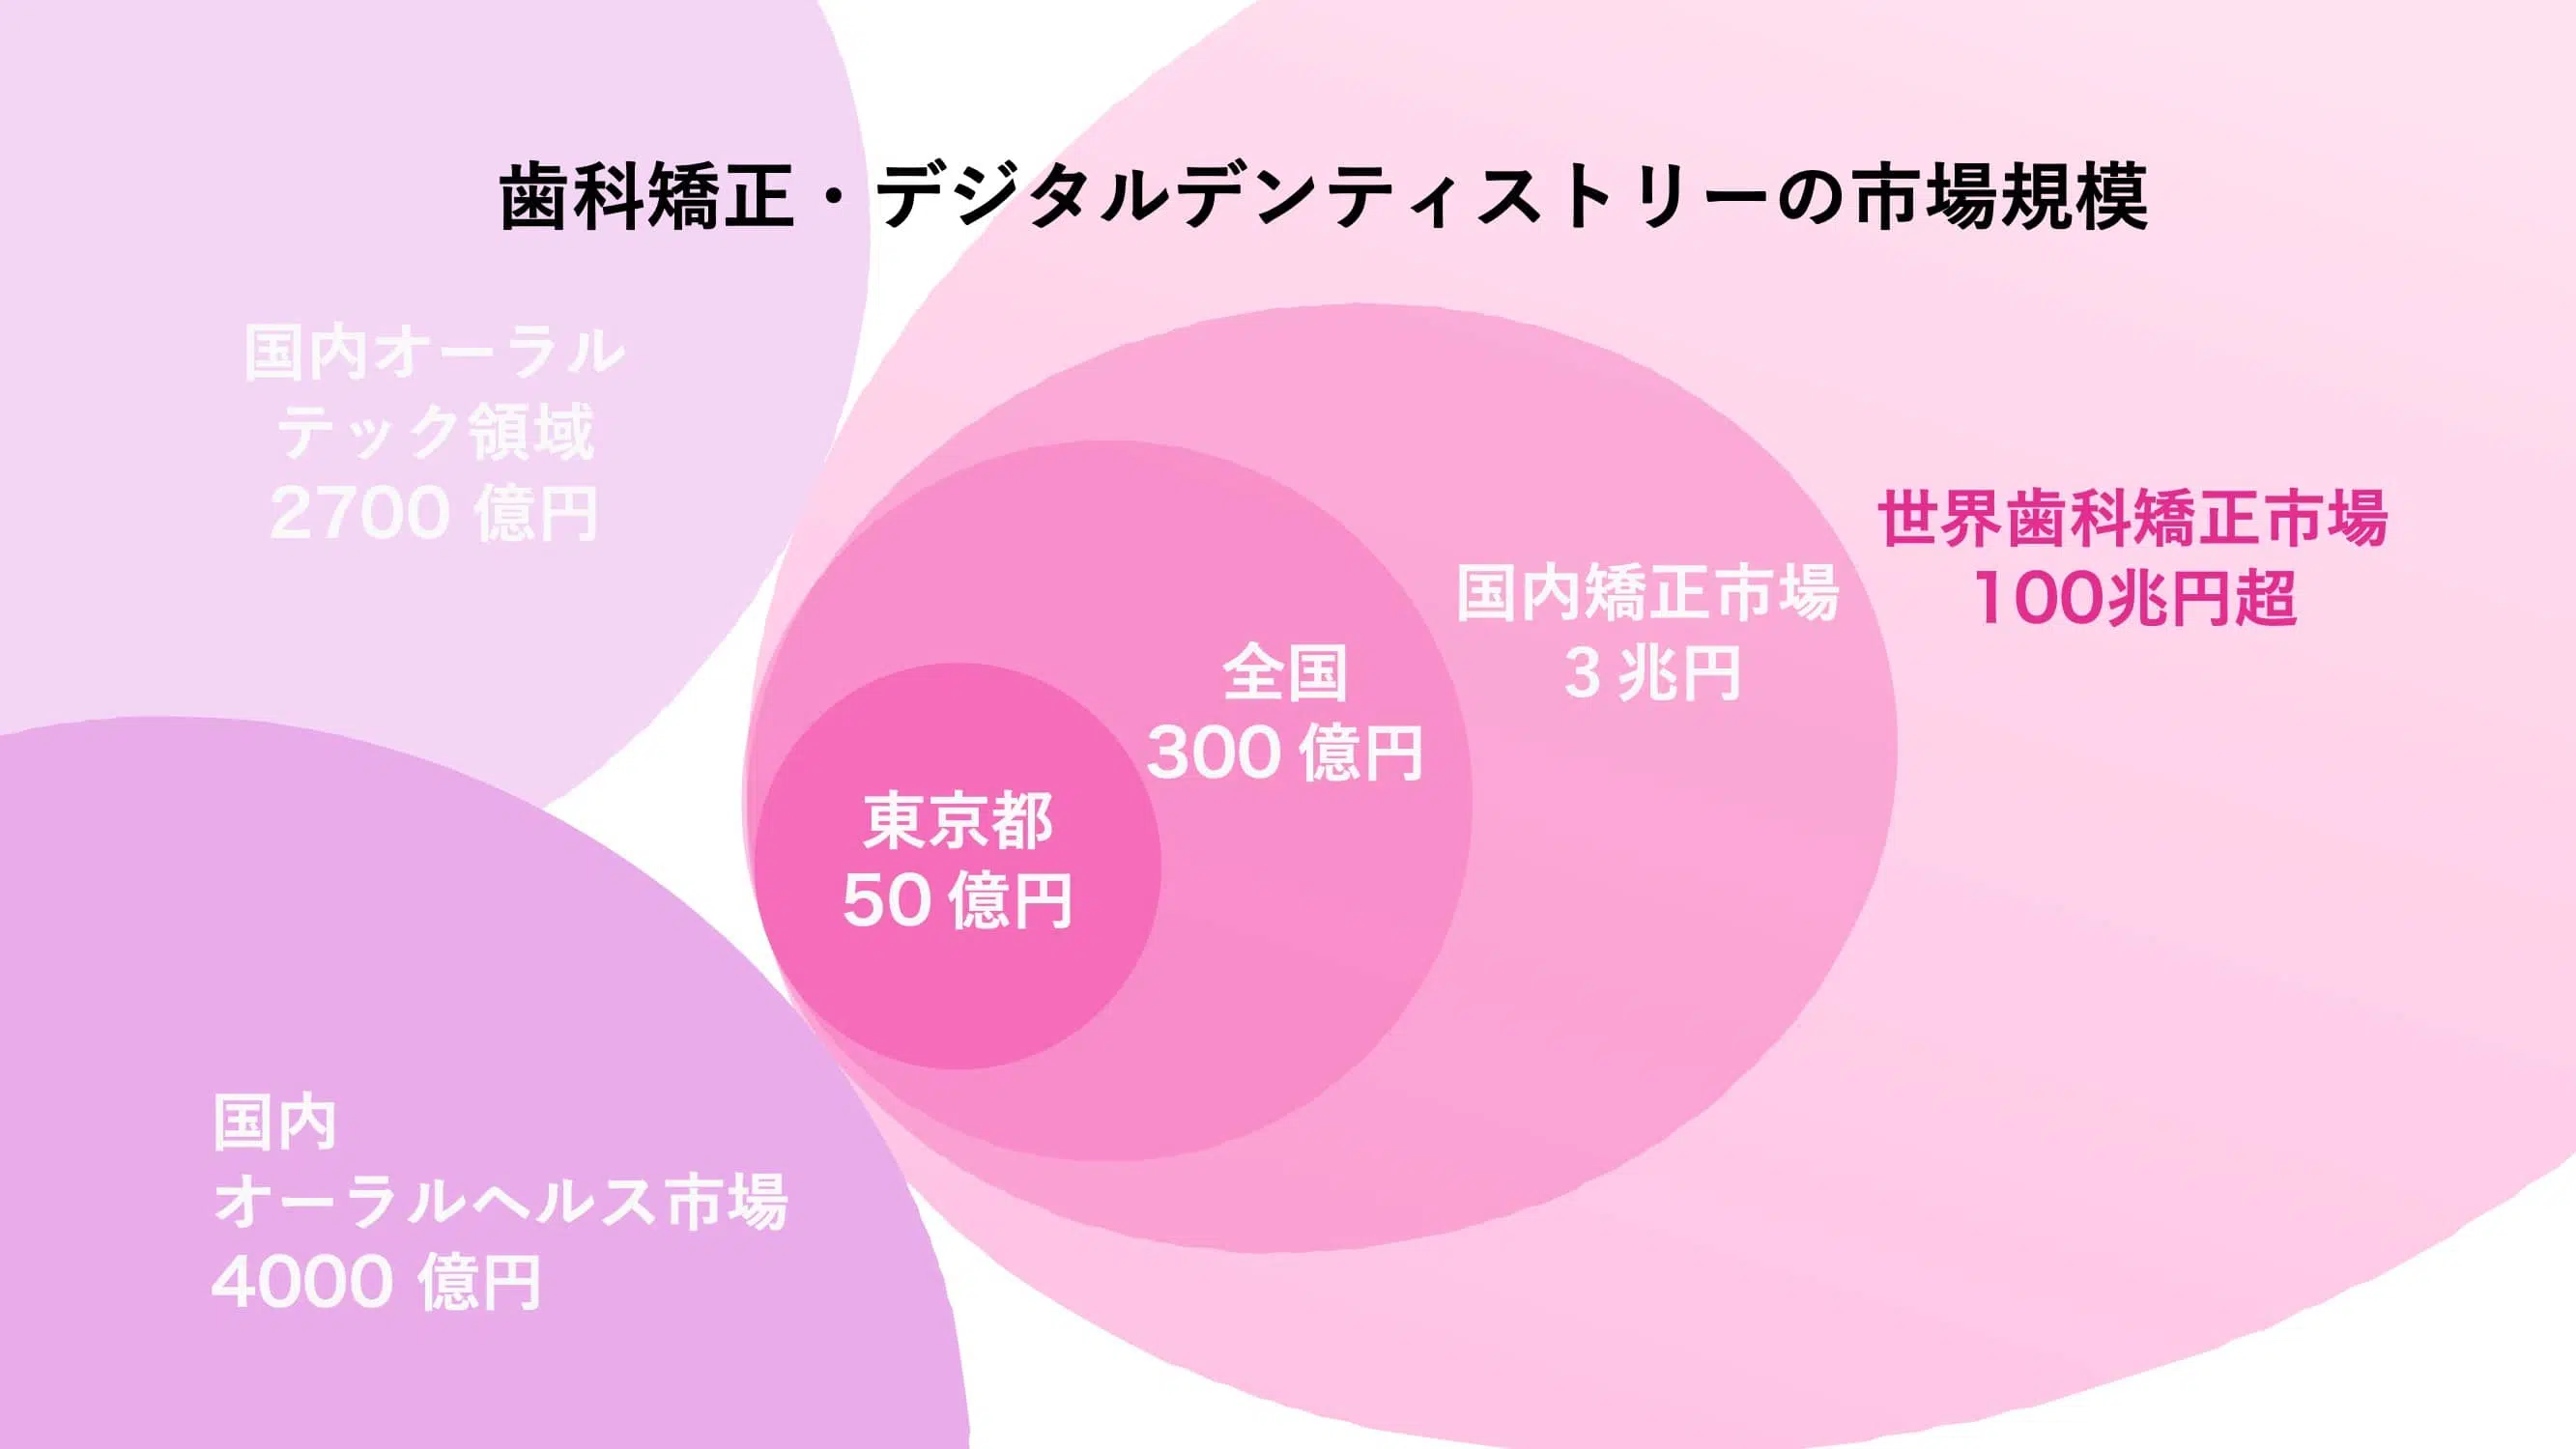 歯科矯正・デジタルデンティストリーの市場規模
国内オーラル
テック領域
2700 億円
世界歯科矯正市場
100兆円超
国内矯正市場
3 兆円
全国
300 億円
東京都
50 億円
国内
オーラルヘルス市場
4000 億円